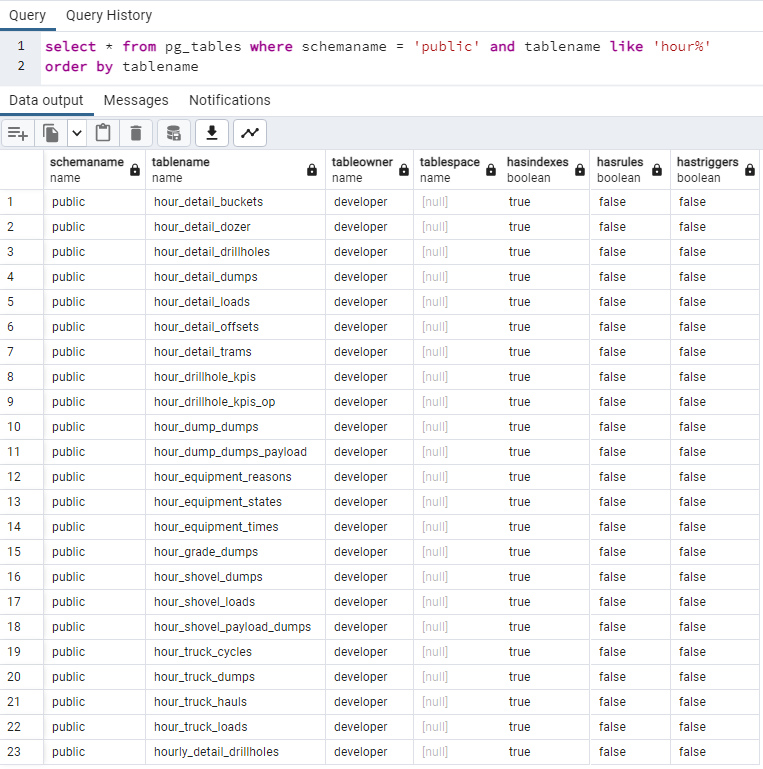 Query Query History
1 select * from pg_tables where schemaname = 'public' and tablename like 'hour%'
2 order by tablename
Data output Messages Notifications
schemaname tablename tableowner tablespace hasindexes hasrules hastriggers
name name name name boolean boolean boolean
1 public hour_detail_buckets developer [null] true false false
2 public hour_detail_dozer developer [null] true false false
3 public hour_detail_drillholes developer [null] true false false
4 public hour_detail_dumps developer [null] true false false
5 public hour_detail_loads developer [null] true false false
6 public hour_detail_offsets developer [null] true false false
7 public hour_detail_trams developer [null] true false false
8 public hour_drillhole_kpis developer [null] true false false
9 public hour_drillhole_kpis_op developer [null] true false false
10 public hour_dump_dumps developer [null] true false false
11 public hour_dump_dumps_payload developer [null] true false false
12 public hour_equipment_reasons developer [null] true false false
13 public hour_equipment_states developer [null] true false false
14 public hour_equipment_times developer [null] true false false
15 public hour_grade_dumps developer [null] true false false
16 public hour_shovel_dumps developer [null] true false false
17 public hour_shovel_loads developer [null] true false false
18 public hour_shovel_payload_dumps developer [null] true false false
19 public hour_truck_cycles developer [null] true false false
20 public hour_truck_dumps developer [null] true false false
21 public hour_truck_hauls developer [null] true false false
22 public hour_truck_loads developer [null] true false false
23 public hourly_detail_drillholes developer [null] true false false